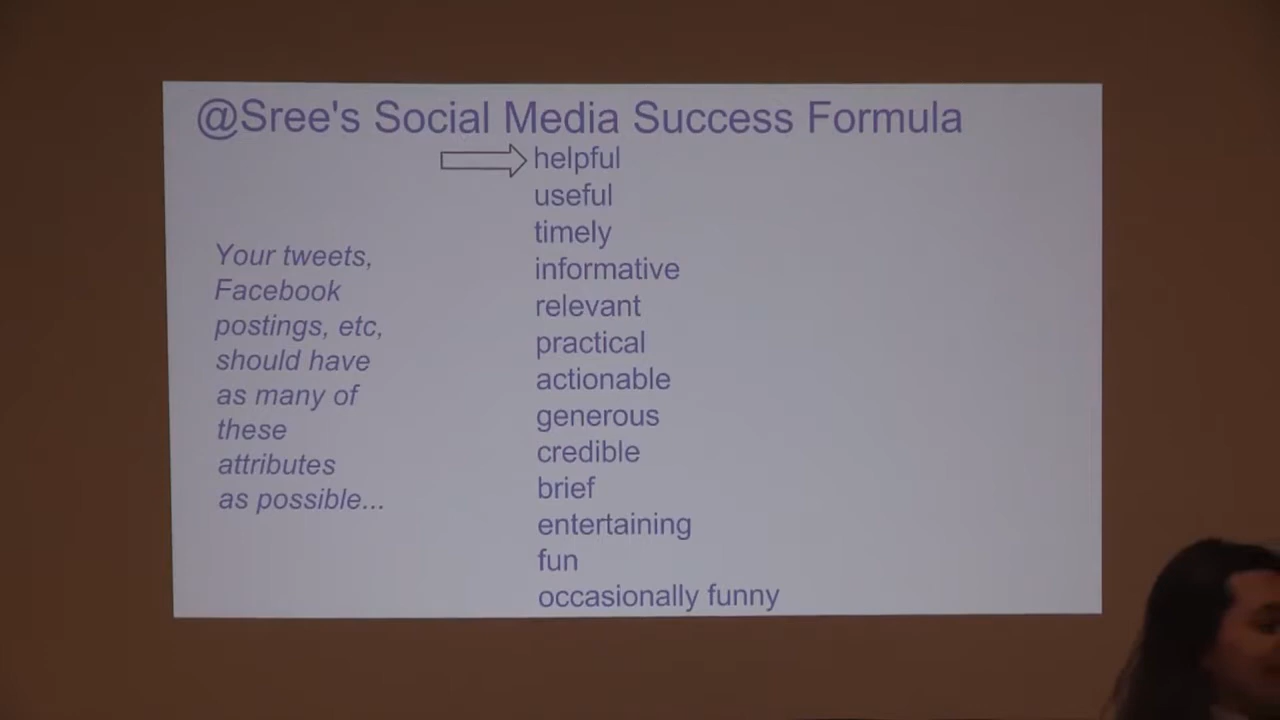 @Sree's Social Media Success Formula
helpful
useful
timely
informative
relevant
practical
actionable
generous
credible
brief
entertaining
fun
occasionally funny
Your tweets,
Facebook
postings, etc,
should have
as many of
these
attributes
as possible...